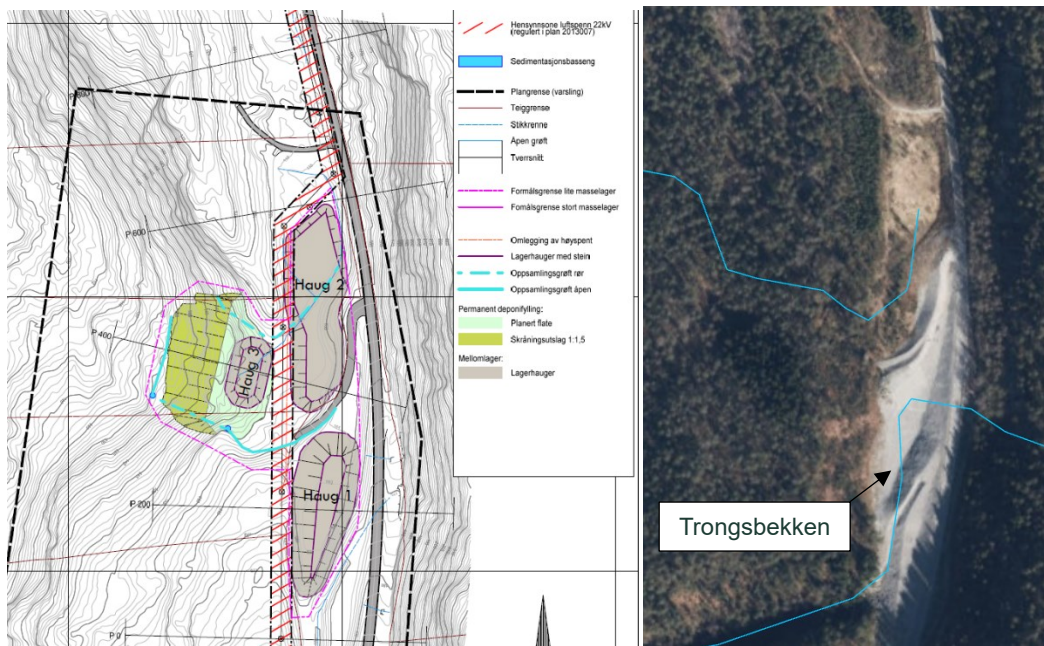 Hensynnsone luftspenn 22kV
(regulert i plan 2013007)
Sedimentasjonsbasseng
Plangrense (varsling)
Teiggrense
Stikkrenne
Åpen grøft
Tverrsnitt
Formålsgrense lite masselager
Fomålsgrense stort masselager
Omlegging av høyspent
Lagerhauger med stein
Oppsamlingsgrøft rør
Oppsamlingsgrøft åpen
Permanent deponifylling:
Planert flate
Skråningsutslag 1:1,5
Mellomlager:
Lagerhauger
P 600
Haug 2
P 400
Haug 3
P 200
Haug 1
P 0
Trongsbekken